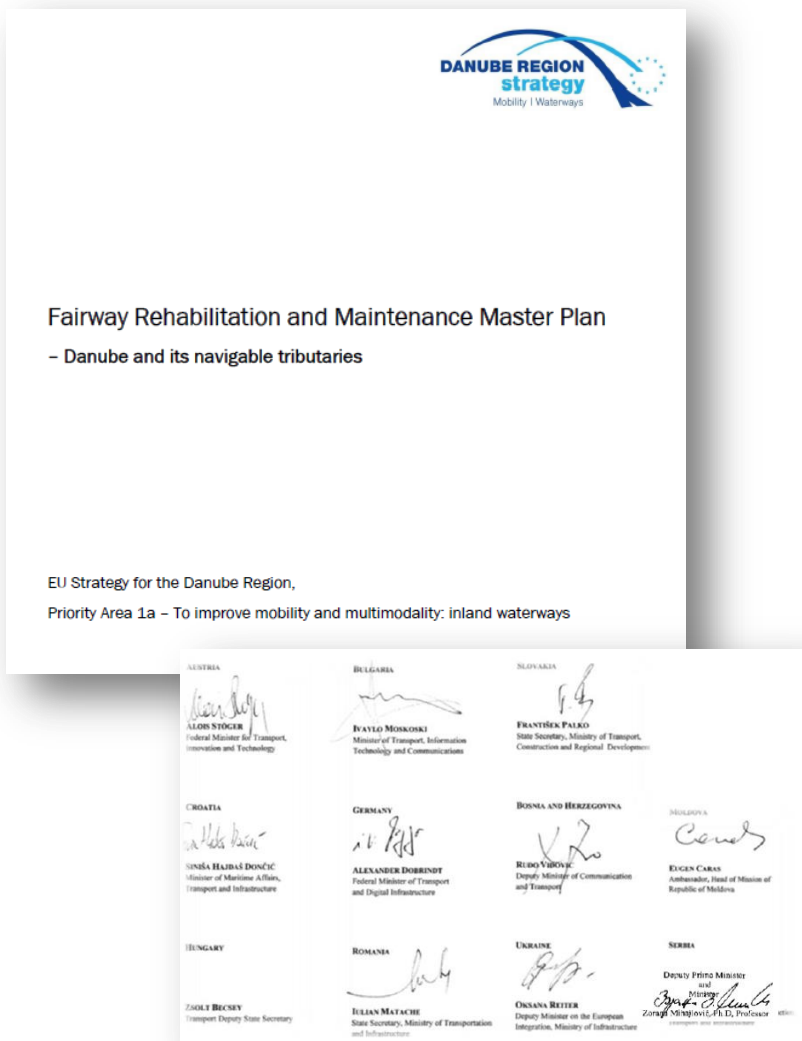 DANUBE REGION
strategy
Mobility | Waterways
Fairway Rehabilitation and Maintenance Master Plan
– Danube and its navigable tributaries
EU Strategy for the Danube Region,
Priority Area 1a – To improve mobility and multimodality: inland waterways
AUSTRIA
ALOIS STÖGER
Federal Minister for Transport,
Innovation and Technology
BULGARIA
IVAYLO MOSKOSKI
Minister of Transport, Information
Technology and Communications
SLOVAKIA
FRANTIŠEK PALKO
State Secretary, Ministry of Transport,
Construction and Regional Development
CROATIA
SINIŠA HAJDAŠ DONČIĆ
Minister of Maritime Affairs,
Transport and Infrastructure
GERMANY
ALEXANDER DOBRINDT
Federal Minister of Transport
and Digital Infrastructure
BOSNIA AND HERZEGOVINA
RUDO VIDOVIĆ
Deputy Minister of Communication
and Transport
MOLDOVA
EUGEN CARAS
Ambassador, Head of Mission of
Republic of Moldova
HUNGARY
ZSOLT BECSEY
Transport Deputy State Secretary
ROMANIA
IULIAN MATACHE
State Secretary, Ministry of Transportation
and Infrastructure
UKRAINE
OKSANA REITER
Deputy Minister on the European
Integration, Ministry of Infrastructure
SERBIA
Deputy Prime Minister
and
Minister
Zorana Mihajlović, Ph.D, Professor